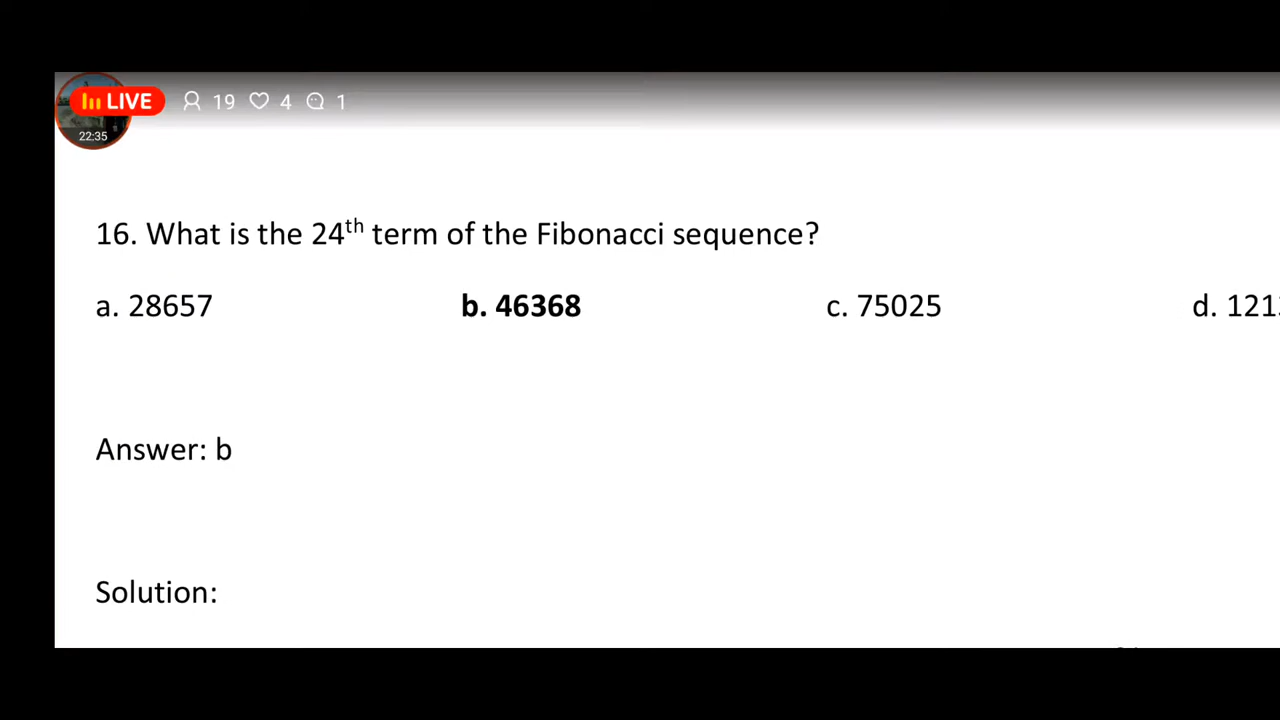 LIVE 19 4 1
22:35
16. What is the 24th term of the Fibonacci sequence?
a. 28657 b. 46368 c. 75025 d. 121
Answer: b
Solution: